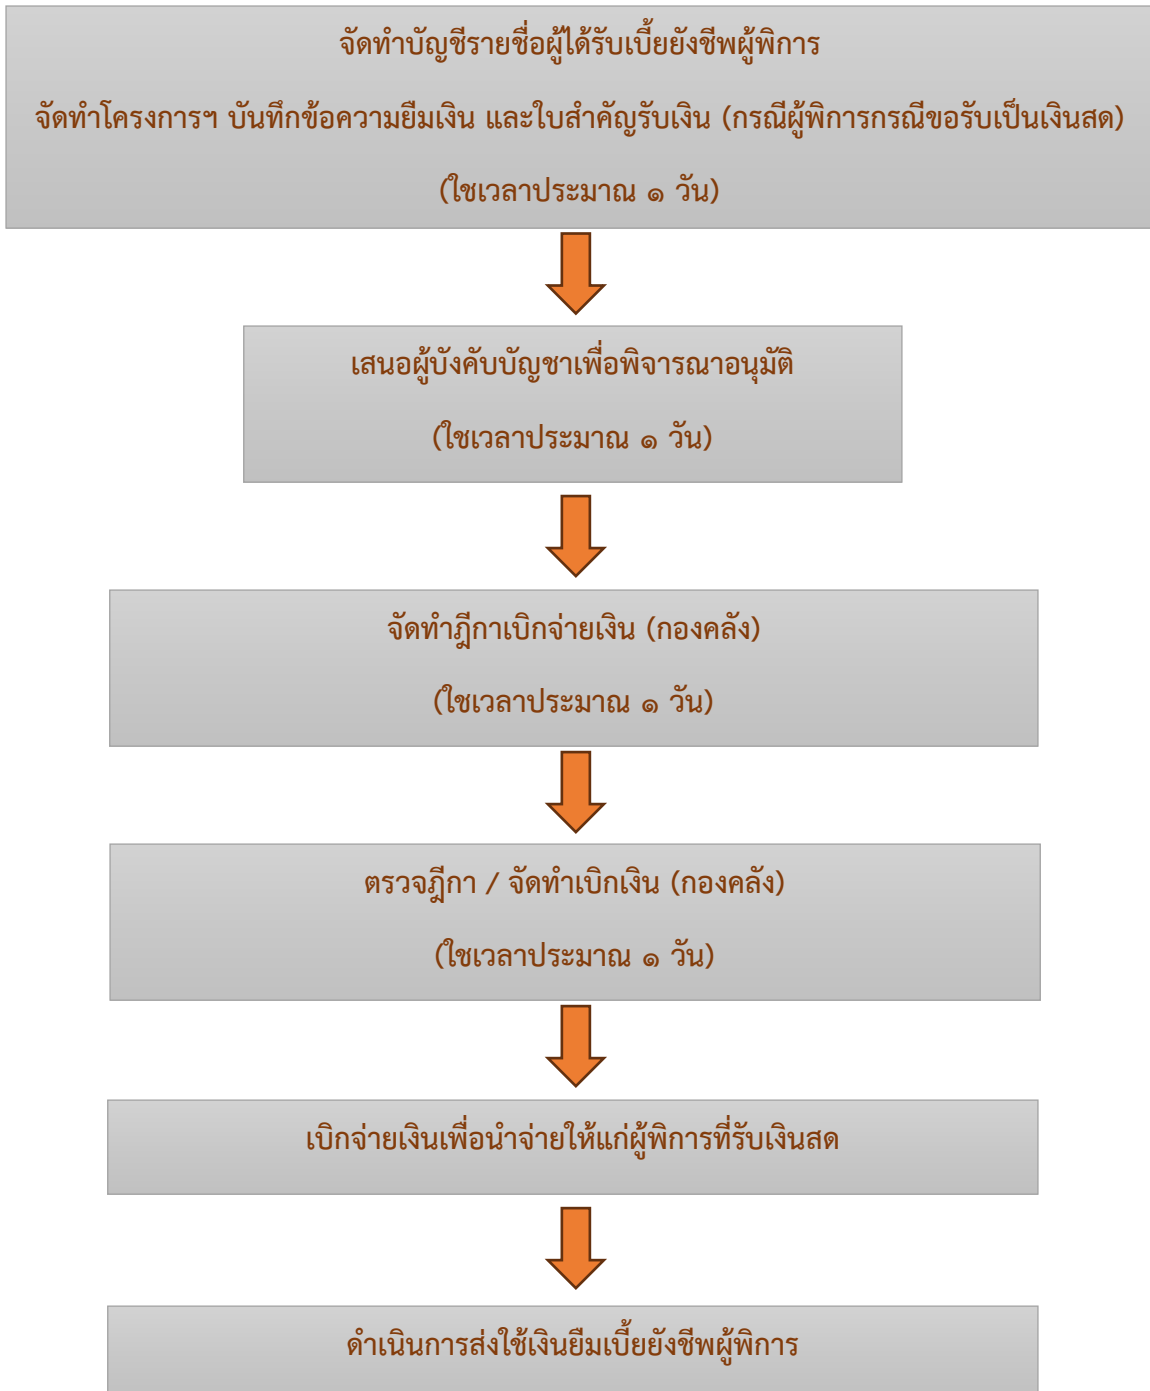 จัดทำบัญชีรายชื่อผู้ได้รับเบี้ยยังชีพผู้พิการ
จัดทำโครงการฯ บันทึกข้อความยืมเงิน และใบสำคัญรับเงิน (กรณีผู้พิการกรณีขอรับเป็นเงินสด)
(ใชเวลาประมาณ ๑ วัน)
เสนอผู้บังคับบัญชาเพื่อพิจารณาอนุมัติ
(ใชเวลาประมาณ ๑ วัน)
จัดทำฎีกาเบิกจ่ายเงิน (กองคลัง)
(ใชเวลาประมาณ ๑ วัน)
ตรวจฎีกา / จัดทำเบิกเงิน (กองคลัง)
(ใชเวลาประมาณ ๑ วัน)
เบิกจ่ายเงินเพื่อนำจ่ายให้แก่ผู้พิการที่รับเงินสด
ดำเนินการส่งใช้เงินยืมเบี้ยยังชีพผู้พิการ